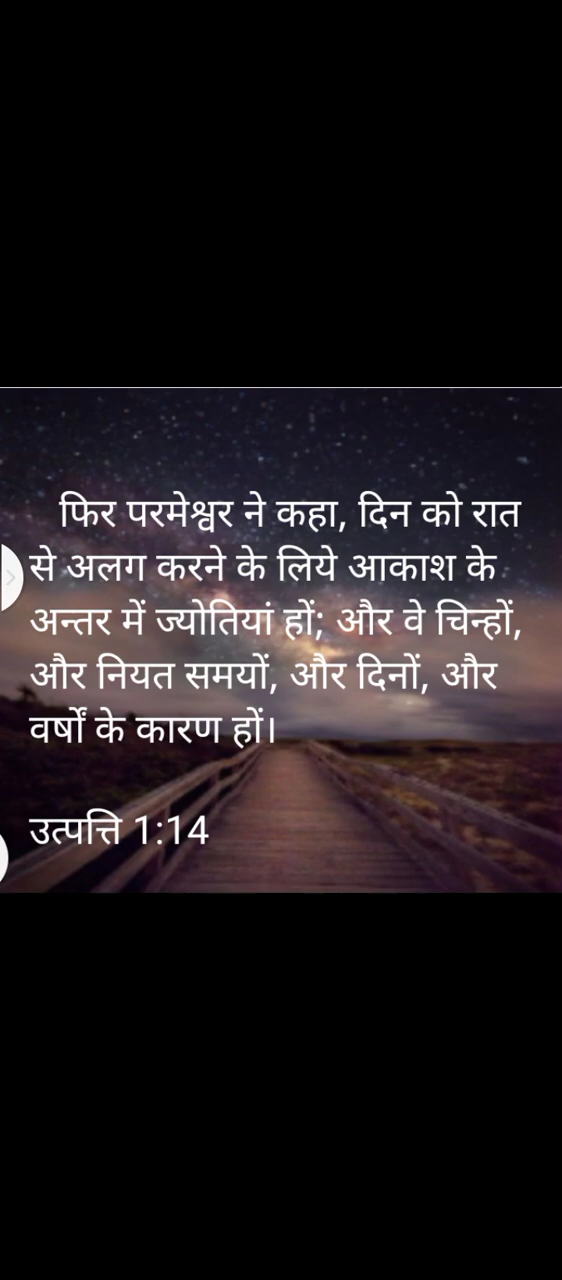 फिर परमेश्वर ने कहा, दिन को रात
से अलग करने के लिये आकाश के
अन्तर में ज्योतियां हों; और वे चिन्हों,
और नियत समयों, और दिनों, और
वर्षों के कारण हों।
उत्पत्ति 1:14